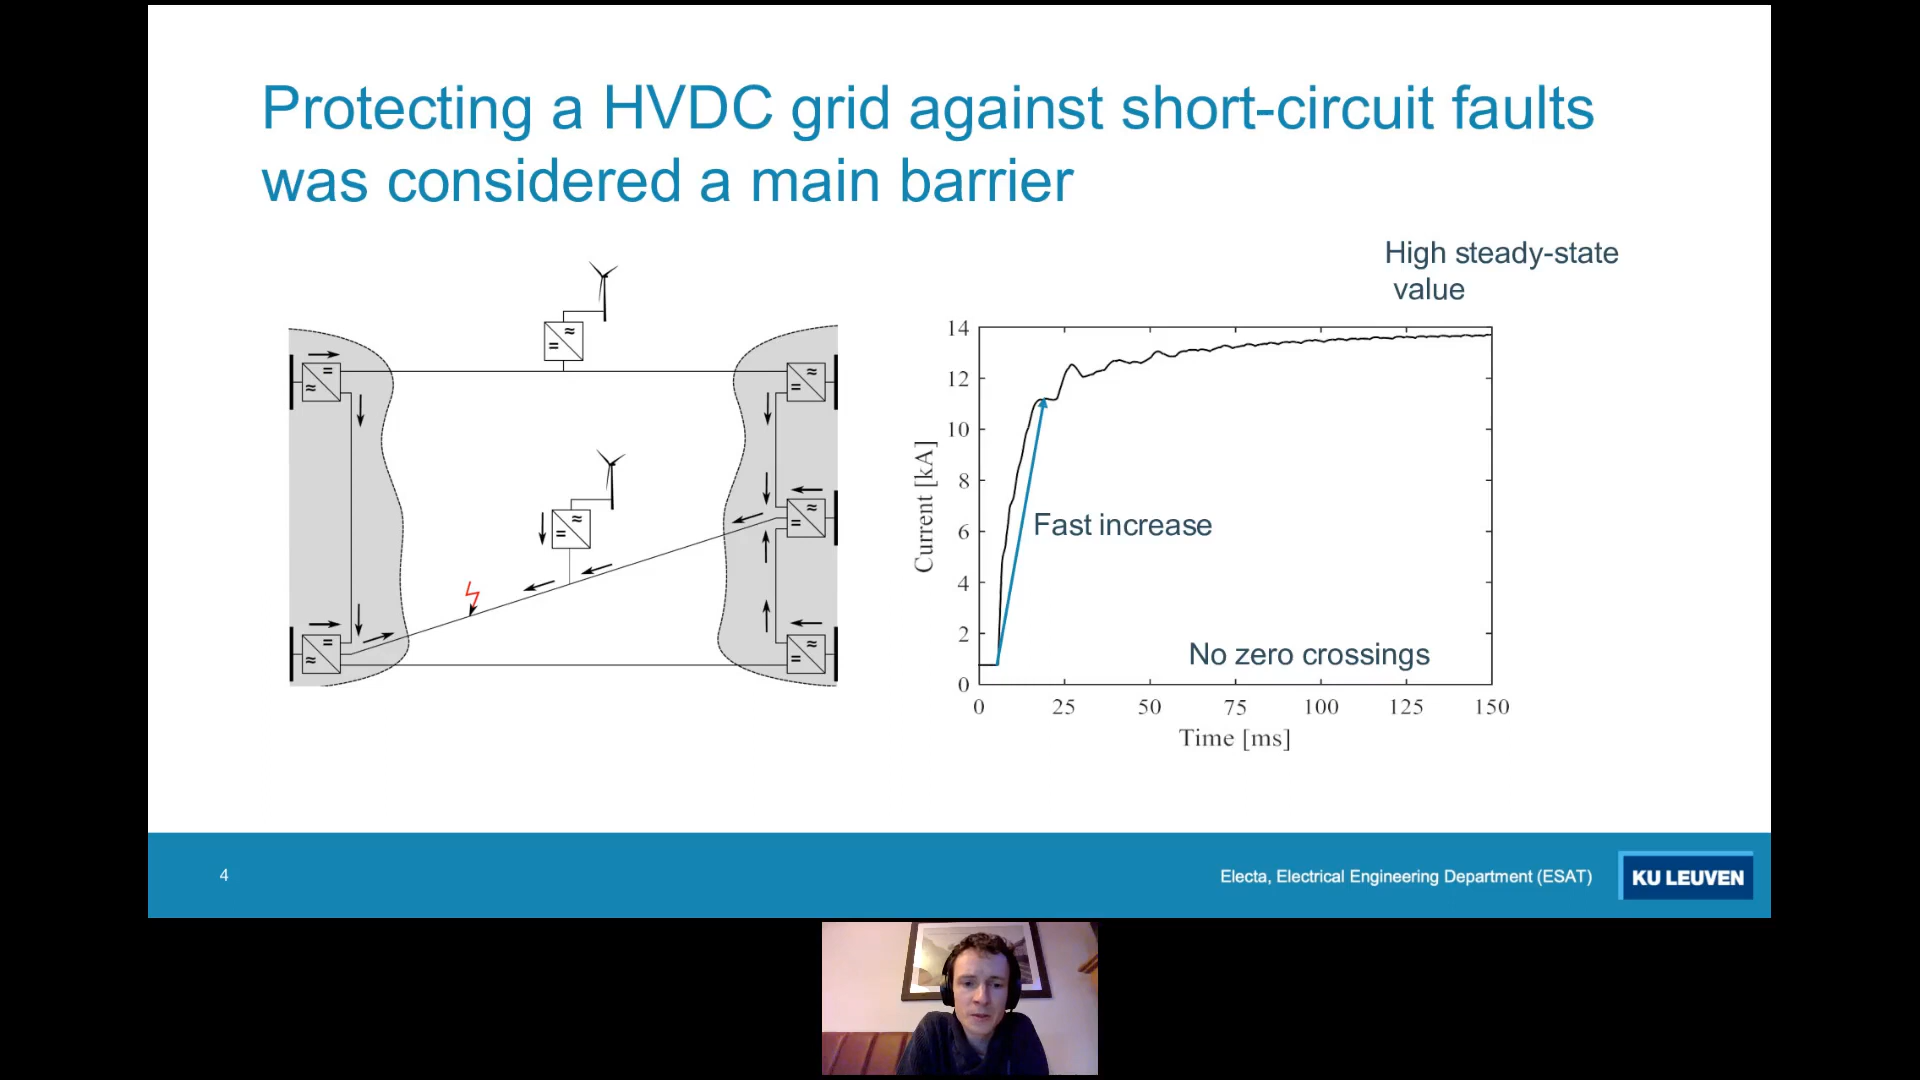 Protecting a HVDC grid against short-circuit faults
was considered a main barrier
High steady-state
value
14
12
10
8
6
4
2
0
Current [kA]
Fast increase
No zero crossings
0 25 50 75 100 125 150
Time [ms]
4
Electa, Electrical Engineering Department (ESAT)
KU LEUVEN